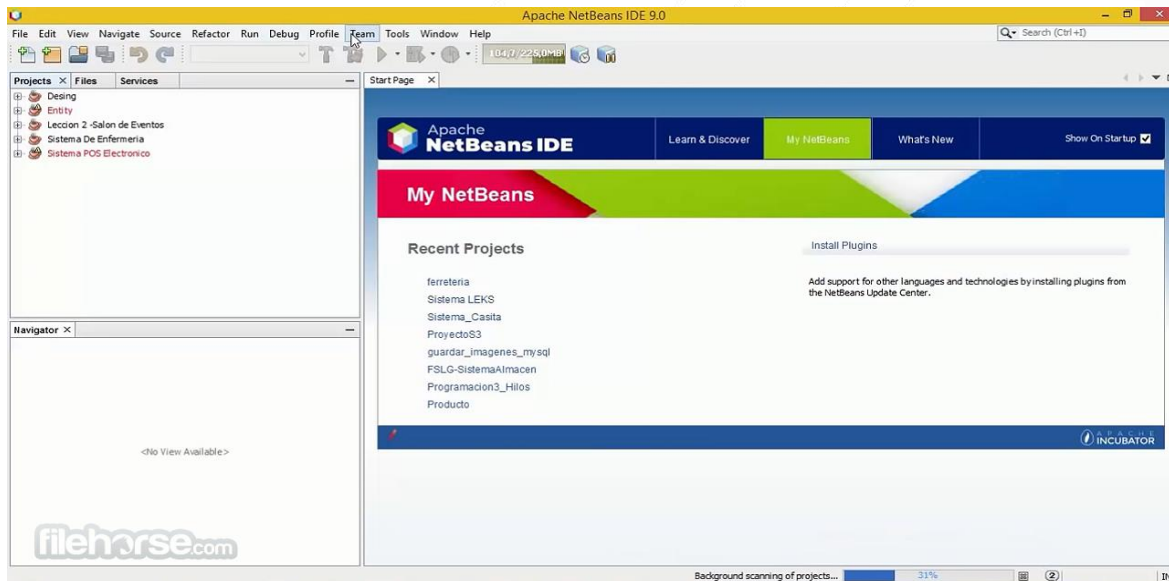 Apache NetBeans IDE 9.0
File Edit View Navigate Source Refactor Run Debug Profile Team Tools Window Help
Search (Ctrl+I)
104,7/225,0MB
Projects Files Services
Start Page
Desing
Entity
Leccion 2 -Salon de Eventos
Sistema De Enfermeria
Sistema POS Electronico
Apache
NetBeans IDE
Learn & Discover
My NetBeans
What's New
Show On Startup
My NetBeans
Recent Projects
ferreteria
Sistema LEKS
Sistema_Casita
ProyectoS3
guardar_imagenes_mysql
FSLG-SistemaAlmacen
Programacion3_Hilos
Producto
Install Plugins
Add support for other languages and technologies by installing plugins from
the NetBeans Update Center.
APACHE
INCUBATOR
Navigator
<No View Available>
filehorse.com
Background scanning of projects...
31%
2